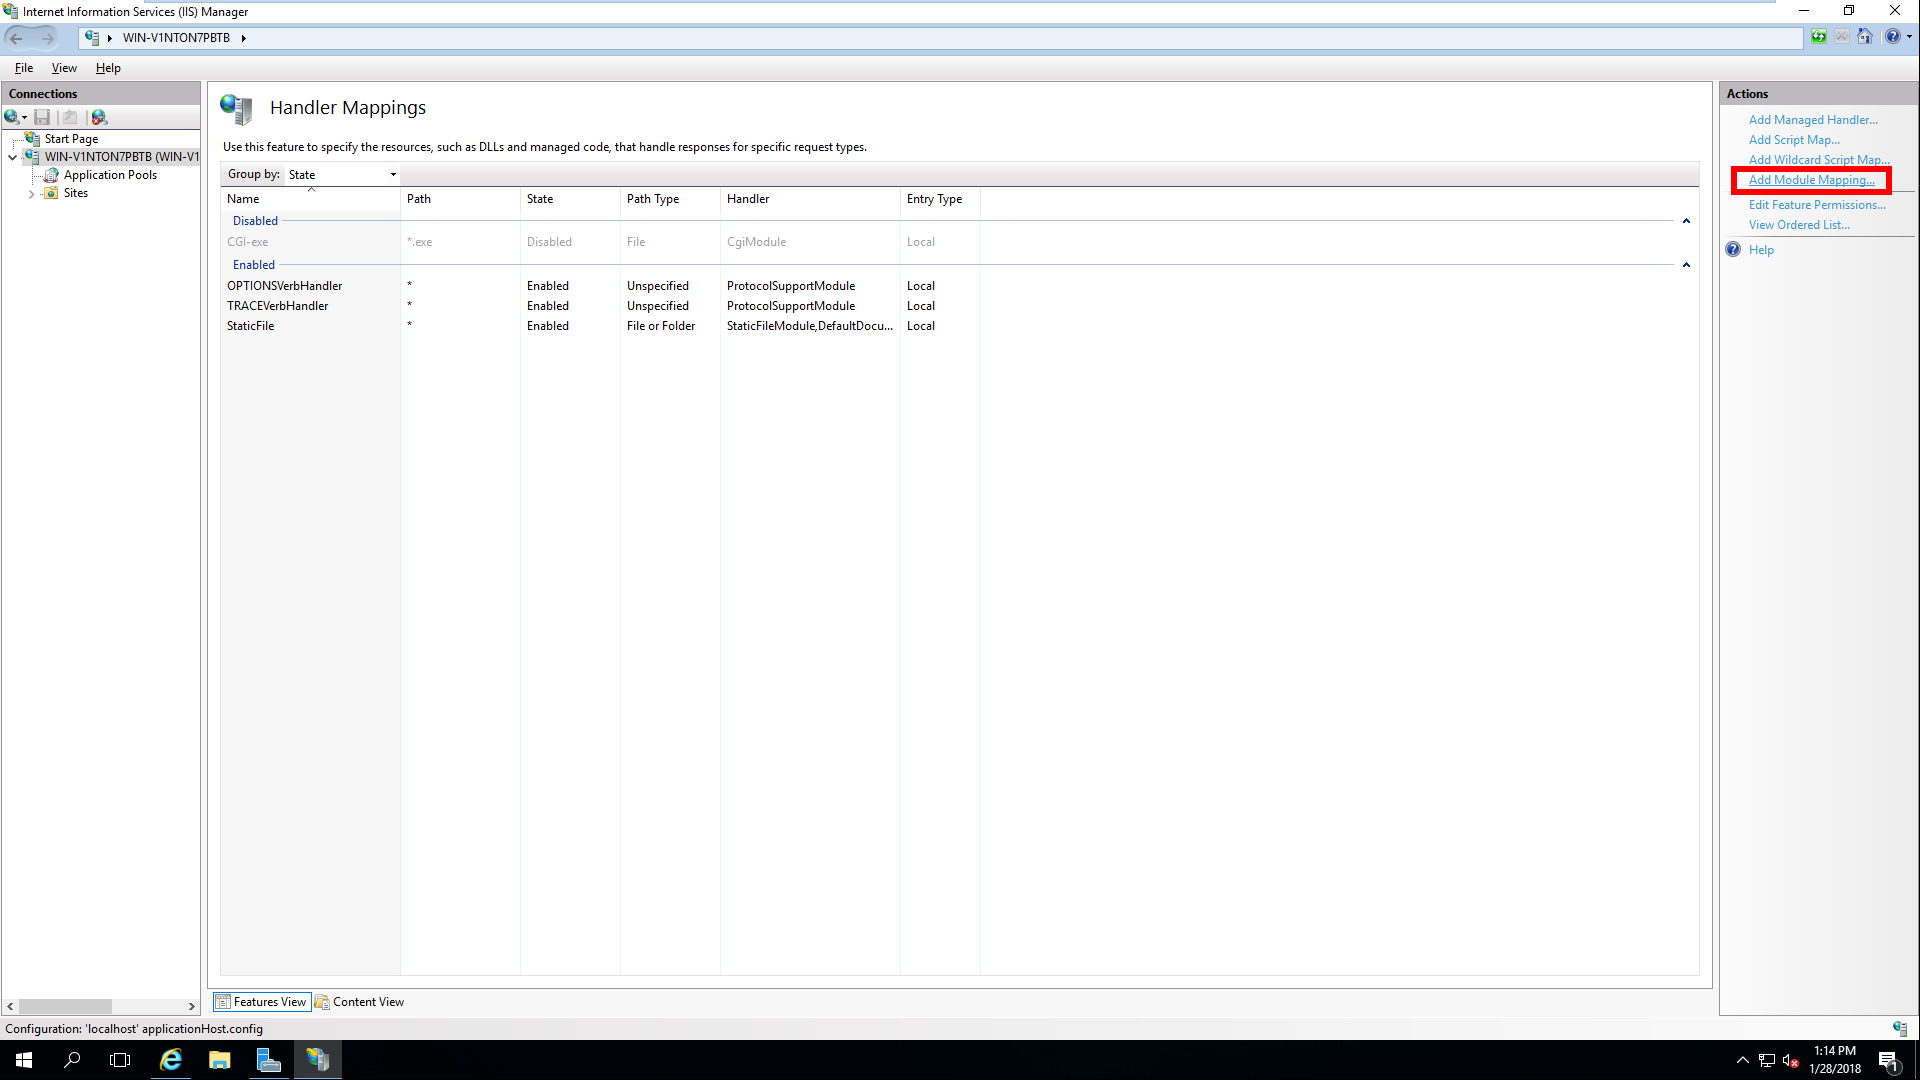 Internet Information Services (IIS) Manager
WIN-V1NTON7PBTB
File View Help
Connections
Start Page
WIN-V1NTON7PBTB (WIN-V1
Application Pools
Sites
Handler Mappings
Use this feature to specify the resources, such as DLLs and managed code, that handle responses for specific request types.
Group by: State
Name Path State Path Type Handler Entry Type
Disabled
CGI-exe *.exe Disabled File CgiModule Local
Enabled
OPTIONSVerbHandler * Enabled Unspecified ProtocolSupportModule Local
TRACEVerbHandler * Enabled Unspecified ProtocolSupportModule Local
StaticFile * Enabled File or Folder StaticFileModule,DefaultDocu... Local
Features View Content View
Actions
Add Managed Handler...
Add Script Map...
Add Wildcard Script Map...
Add Module Mapping...
Edit Feature Permissions...
View Ordered List...
Help
Configuration: 'localhost' applicationHost.config
1:14 PM
1/28/2018
1